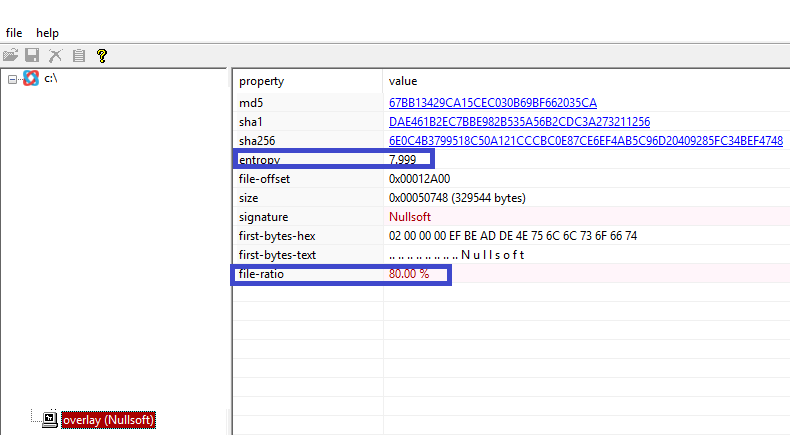 file help
c:\
property value
md5 67BB13429CA15CEC030B69BF662035CA
sha1 DAE461B2EC7BBE982B535A56B2CDC3A273211256
sha256 6E0C4B3799518C50A121CCCBC0E87CE6EF4AB5C96D20409285FC34BEF4748
entropy 7.999
file-offset 0x00012A00
size 0x00050748 (329544 bytes)
signature Nullsoft
first-bytes-hex 02 00 00 00 EF BE AD DE 4E 75 6C 6C 73 6F 66 74
first-bytes-text .. .. .. .. .. .. .. .. N u l l s o f t
file-ratio 80.00 %
overlay (Nullsoft)